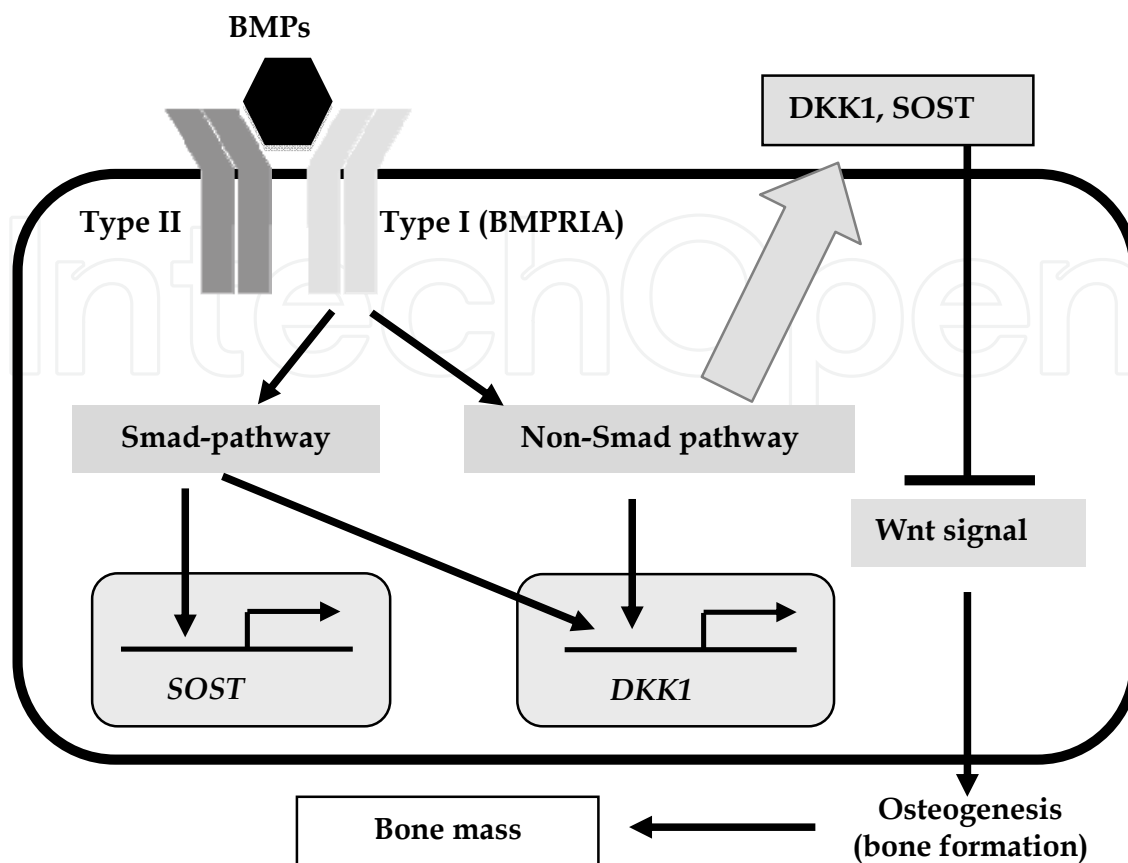 BMPs
DKK1, SOST
Type II
Type I (BMPRIA)
IntechOpen
Smad-pathway
Non-Smad pathway
Wnt signal
SOST
DKK1
Osteogenesis
(bone formation)
Bone mass